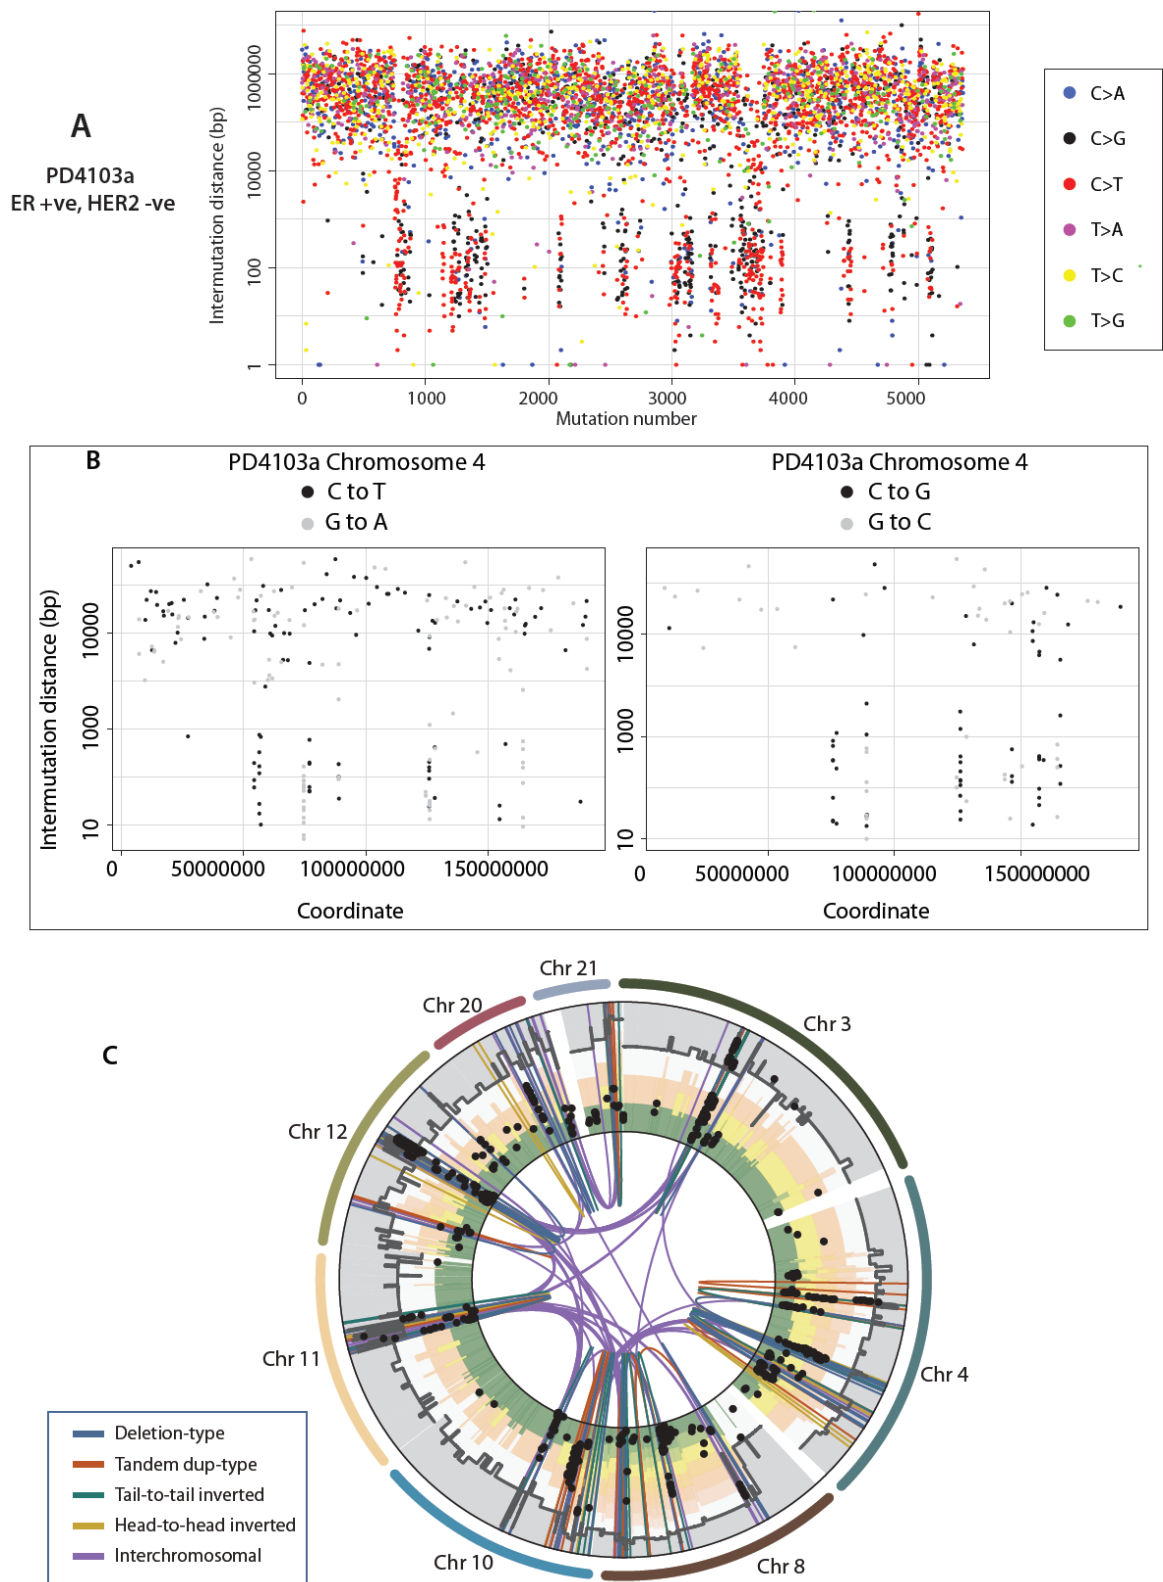 A
PD4103a
ER +ve, HER2 -ve
Intermutation distance (bp)
1000000
10000
100
1
0
1000
2000
3000
4000
5000
Mutation number
C>A
C>G
C>T
T>A
T>C
T>G
B
PD4103a Chromosome 4
C to T
G to A
Intermutation distance (bp)
10000
1000
10
0
50000000
100000000
150000000
Coordinate
PD4103a Chromosome 4
C to G
G to C
10000
1000
10
0
50000000
100000000
150000000
Coordinate
C
Chr 21
Chr 20
Chr 3
Chr 12
Chr 11
Chr 4
Chr 10
Chr 8
Deletion-type
Tandem dup-type
Tail-to-tail inverted
Head-to-head inverted
Interchromosomal